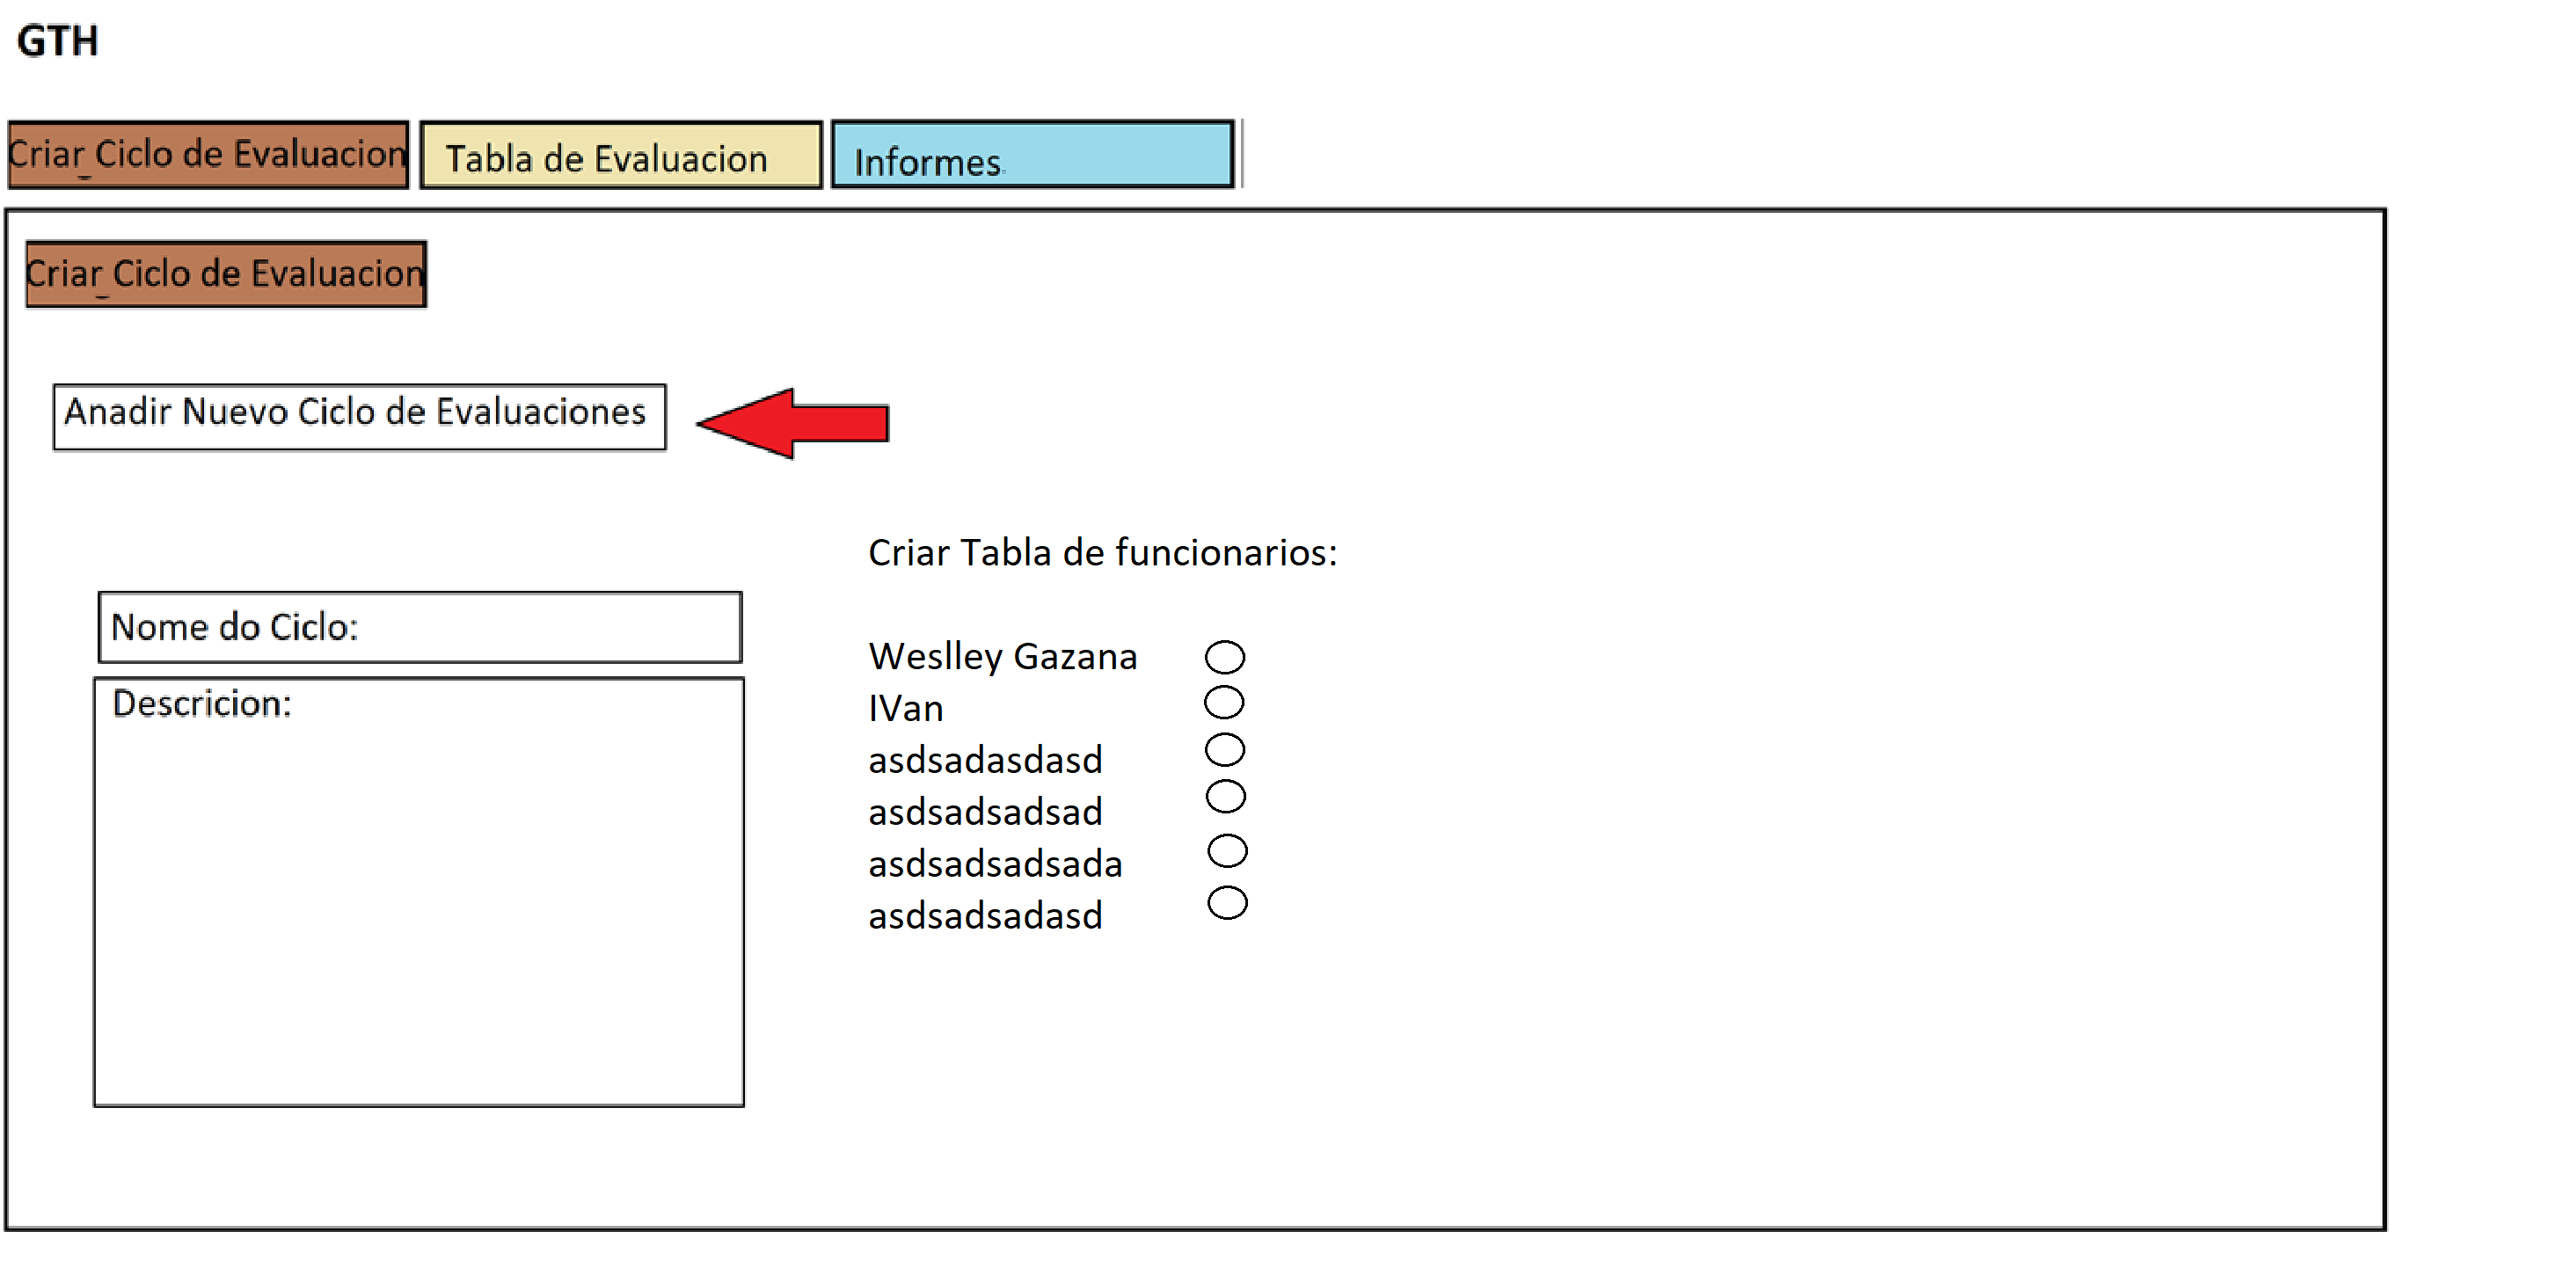 GTH
Criar Ciclo de Evaluacion
Tabla de Evaluacion
Informes
Criar Ciclo de Evaluacion
Anadir Nuevo Ciclo de Evaluaciones
Nome do Ciclo:
Descricion:
Criar Tabla de funcionarios:
Weslley Gazana
IVan
asdsadasdasd
asdsadsadsad
asdsadsadsada
asdsadsadasd